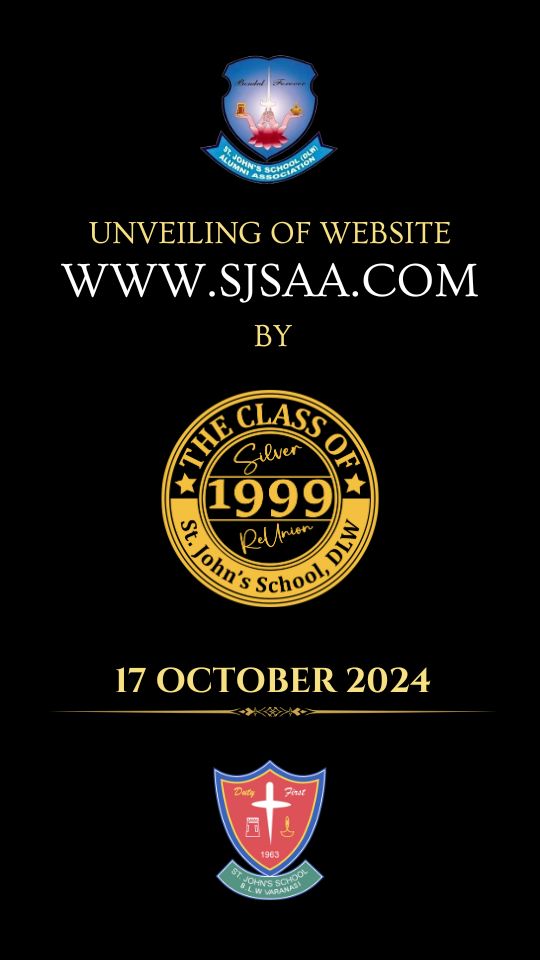 Bondal Forever
ST. JOHN'S SCHOOL (DLW)
ALUMNI ASSOCIATION
UNVEILING OF WEBSITE
WWW.SJSAA.COM
BY
THE CLASS OF
Silver
1999
ReUnion
St. John's School, DLW
17 OCTOBER 2024
Duty First
1963
ST. JOHN'S SCHOOL
B.L.W VARANASI